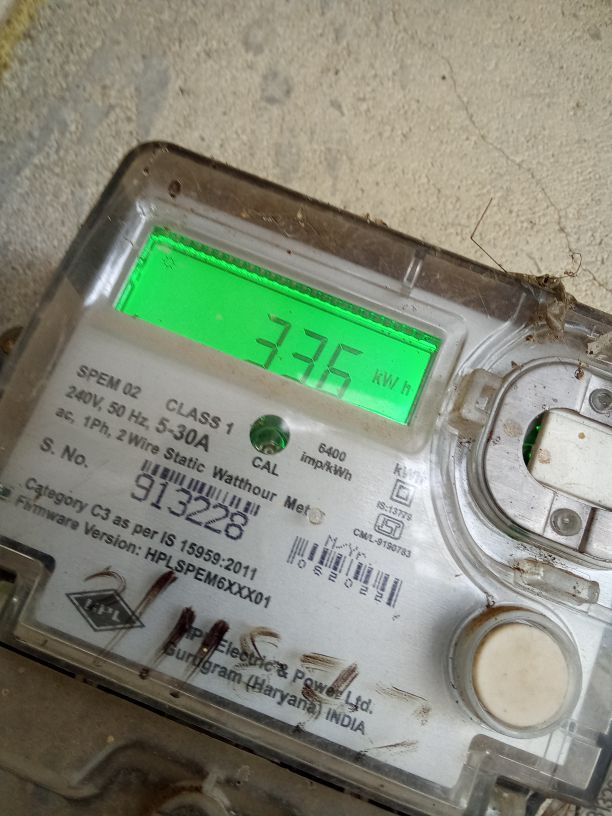 336 kWh
SPEM 02 CLASS 1
240V, 50 Hz, 5-30A
ac, 1Ph, 2 Wire Static Watthour
CAL
6400
imp/kWh
kWh
S. No.
913228
IS:13779
CM/L-9190783
Category C3 as per IS 15959:2011
Firmware Version: HPLSPEM6XXX01
M-Yr
HPL
HPL Electric & Power Ltd.
Gurugram (Haryana) INDIA